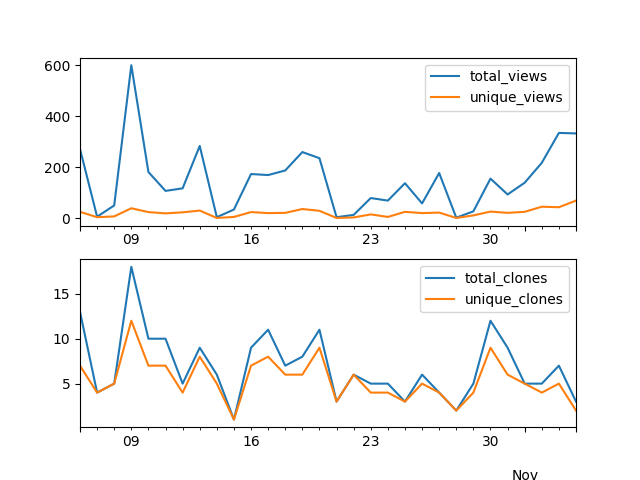 600
400
200
0
total_views
unique_views
09 16 23 30
15
10
5
total_clones
unique_clones
09 16 23 30
Nov